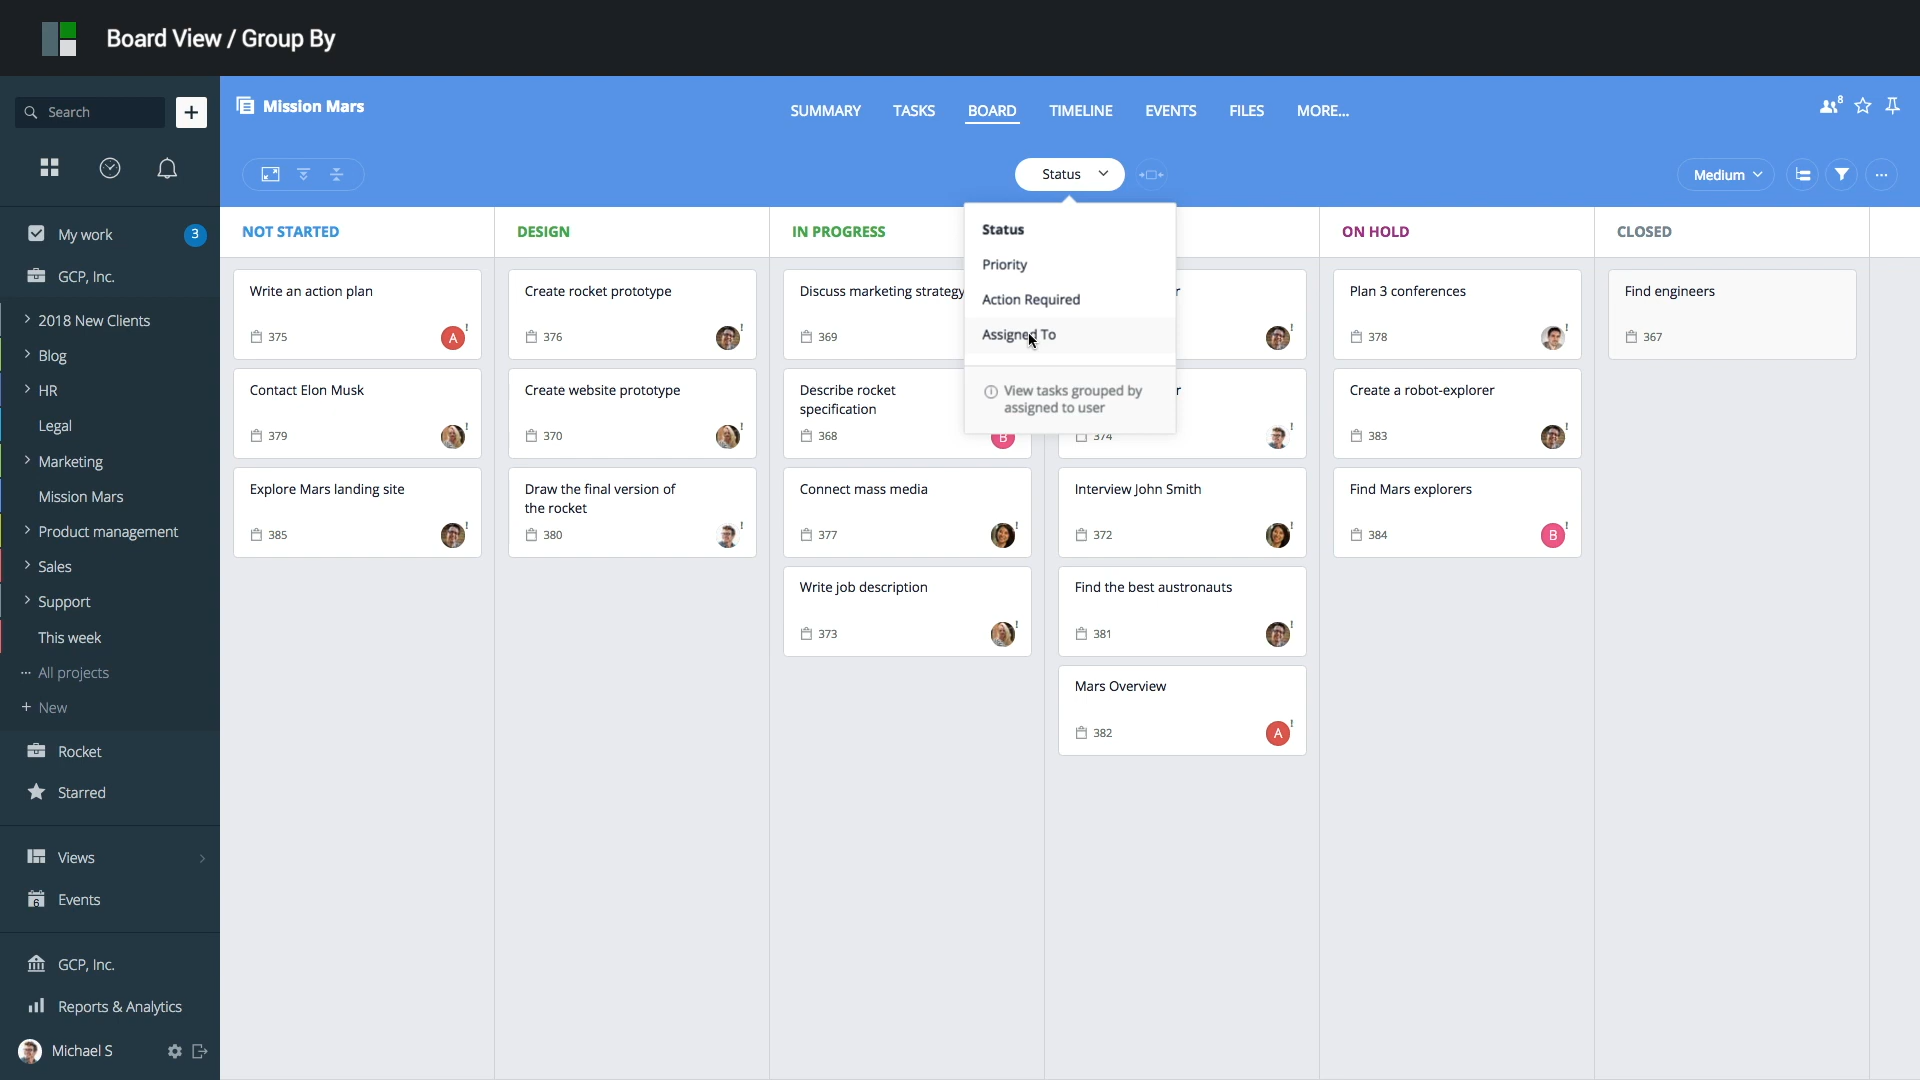 Board View / Group By
Search
+
My work 3
GCP, Inc.
2018 New Clients
Blog
HR
Legal
Marketing
Mission Mars
Product management
Sales
Support
This week
All projects
+ New
Rocket
Starred
Views
6
Events
GCP, Inc.
Reports & Analytics
Michael S
Mission Mars
SUMMARY TASKS BOARD TIMELINE EVENTS FILES MORE...
8
Status
Medium
Status
Priority
Action Required
Assigned To
View tasks grouped by
assigned to user
NOT STARTED
Write an action plan
375 A !
Contact Elon Musk
379 !
Explore Mars landing site
385 !
DESIGN
Create rocket prototype
376 !
Create website prototype
370 !
Draw the final version of
the rocket
380 !
IN PROGRESS
Discuss marketing strategy
369
Describe rocket
specification
368 B
Connect mass media
377 !
Write job description
373 !
r
!
r
374 !
Interview John Smith
372 !
Find the best austronauts
381 !
Mars Overview
382 A !
ON HOLD
Plan 3 conferences
378 !
Create a robot-explorer
383 !
Find Mars explorers
384 B !
CLOSED
Find engineers
367